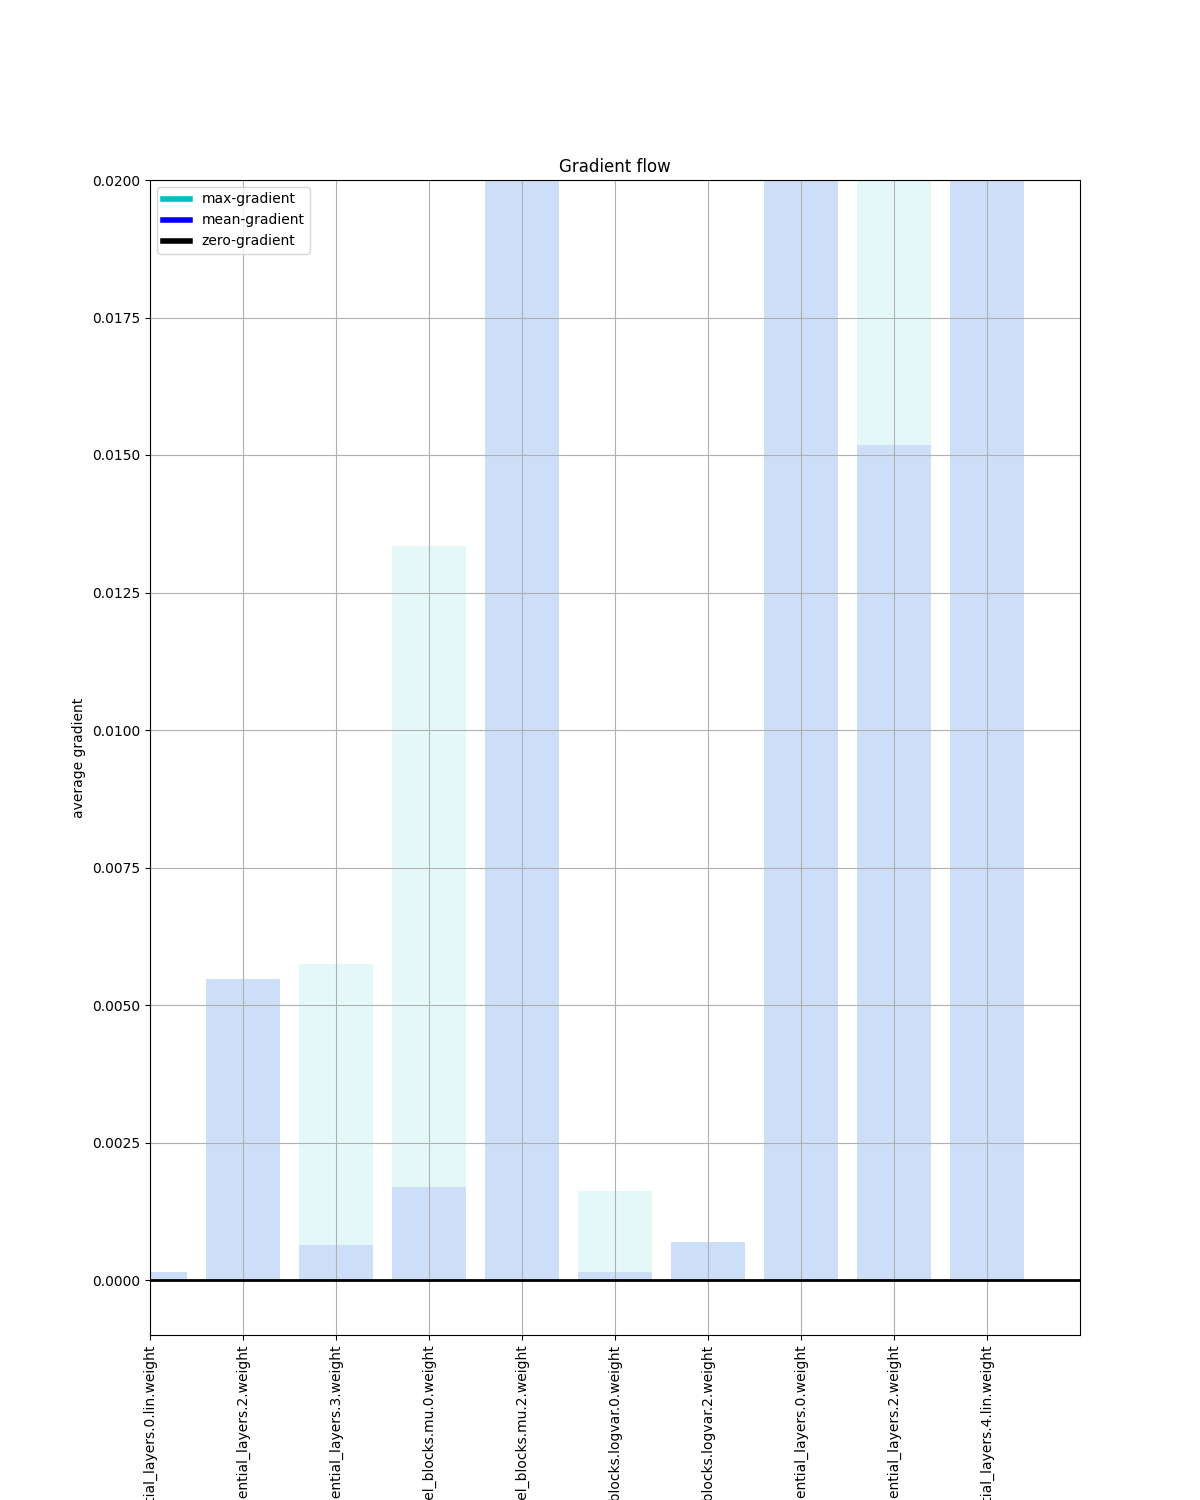 Gradient flow
max-gradient
mean-gradient
zero-gradient
0.0200
0.0175
0.0150
0.0125
0.0100
0.0075
0.0050
0.0025
0.0000
average gradient
tial_layers.0.lin.weight
ential_layers.2.weight
ential_layers.3.weight
el_blocks.mu.0.weight
el_blocks.mu.2.weight
blocks.logvar.0.weight
blocks.logvar.2.weight
ential_layers.0.weight
ential_layers.2.weight
tial_layers.4.lin.weight